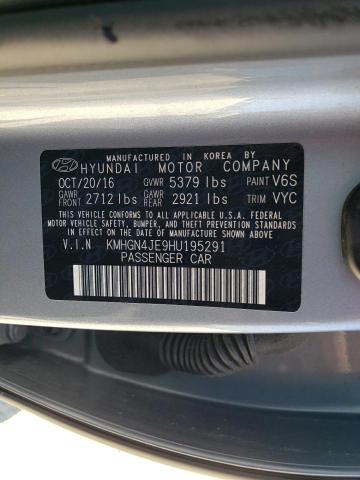 MANUFACTURED IN KOREA BY
HYUNDAI MOTOR COMPANY
OCT/20/16 GVWR 5379 lbs PAINT V6S
GAWR FRONT 2712 lbs GAWR REAR 2921 lbs TRIM VYC
THIS VEHICLE CONFORMS TO ALL APPLICABLE U.S.A. FEDERAL
MOTOR VEHICLE SAFETY, BUMPER, AND THEFT PREVENTION
STANDARDS IN EFFECT ON THE DATE OF MANUFACTURE
SHOWN ABOVE.
V.I.N KMHGN4JE9HU195291
PASSENGER CAR